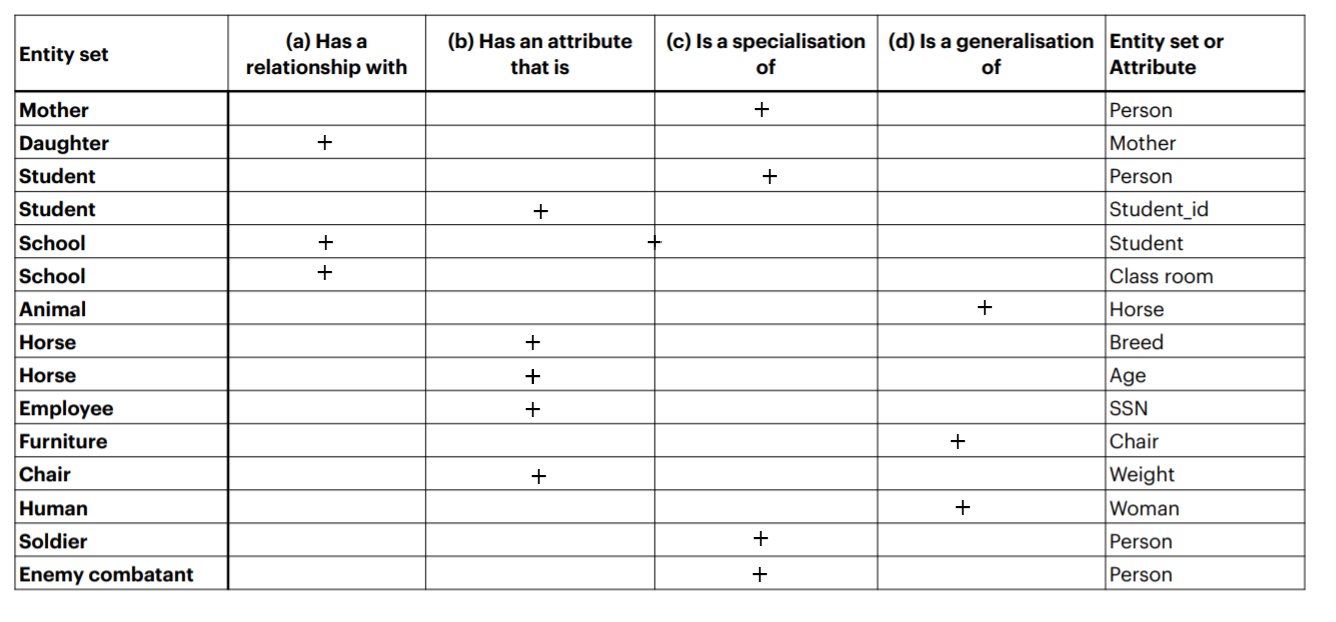 Entity set | (a) Has a relationship with | (b) Has an attribute that is | (c) Is a specialisation of | (d) Is a generalisation of | Entity set or Attribute
Mother | | | + | | Person
Daughter | + | | | | Mother
Student | | | + | | Person
Student | | + | | | Student_id
School | + | | + | | Student
School | + | | | | Class room
Animal | | | | + | Horse
Horse | | + | | | Breed
Horse | | + | | | Age
Employee | | + | | | SSN
Furniture | | | | + | Chair
Chair | | + | | | Weight
Human | | | | + | Woman
Soldier | | | + | | Person
Enemy combatant | | | + | | Person